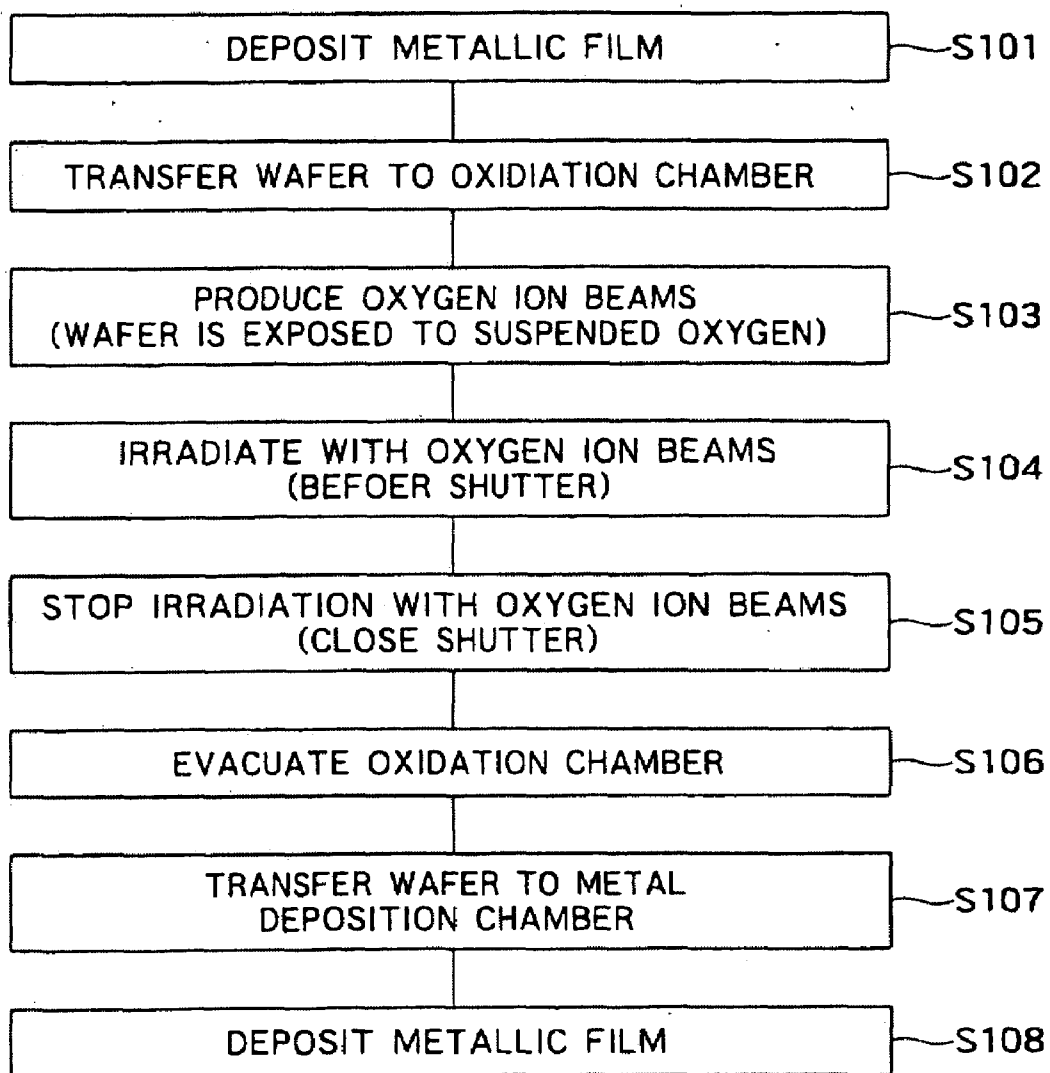 DEPOSIT METALLIC FILM S101
TRANSFER WAFER TO OXIDIATION CHAMBER S102
PRODUCE OXYGEN ION BEAMS
(WAFER IS EXPOSED TO SUSPENDED OXYGEN) S103
IRRADIATE WITH OXYGEN ION BEAMS
(BEFOER SHUTTER) S104
STOP IRRADIATION WITH OXYGEN ION BEAMS
(CLOSE SHUTTER) S105
EVACUATE OXIDATION CHAMBER S106
TRANSFER WAFER TO METAL
DEPOSITION CHAMBER S107
DEPOSIT METALLIC FILM S108